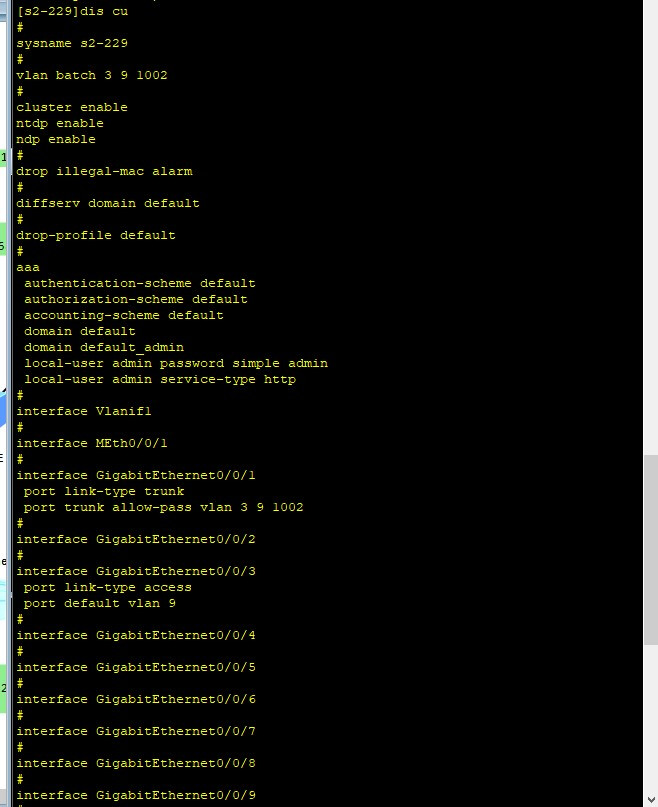 [s2-229]dis cu
#
sysname s2-229
#
vlan batch 3 9 1002
#
cluster enable
ntdp enable
ndp enable
#
drop illegal-mac alarm
#
diffserv domain default
#
drop-profile default
#
aaa
 authentication-scheme default
 authorization-scheme default
 accounting-scheme default
 domain default
 domain default_admin
 local-user admin password simple admin
 local-user admin service-type http
#
interface Vlanif1
#
interface MEth0/0/1
#
interface GigabitEthernet0/0/1
 port link-type trunk
 port trunk allow-pass vlan 3 9 1002
#
interface GigabitEthernet0/0/2
#
interface GigabitEthernet0/0/3
 port link-type access
 port default vlan 9
#
interface GigabitEthernet0/0/4
#
interface GigabitEthernet0/0/5
#
interface GigabitEthernet0/0/6
#
interface GigabitEthernet0/0/7
#
interface GigabitEthernet0/0/8
#
interface GigabitEthernet0/0/9